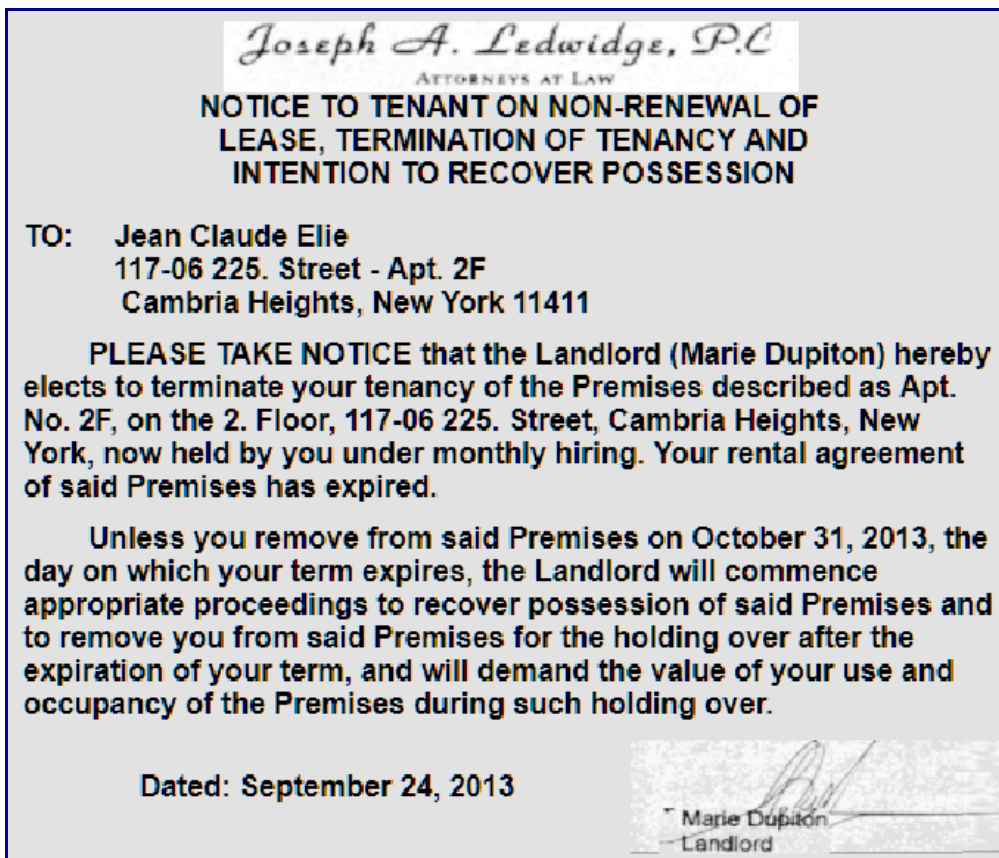 Joseph A. Ledwidge, P.C
ATTORNEYS AT LAW
NOTICE TO TENANT ON NON-RENEWAL OF
LEASE, TERMINATION OF TENANCY AND
INTENTION TO RECOVER POSSESSION
TO: Jean Claude Elie
117-06 225. Street - Apt. 2F
Cambria Heights, New York 11411
PLEASE TAKE NOTICE that the Landlord (Marie Dupiton) hereby
elects to terminate your tenancy of the Premises described as Apt.
No. 2F, on the 2. Floor, 117-06 225. Street, Cambria Heights, New
York, now held by you under monthly hiring. Your rental agreement
of said Premises has expired.
Unless you remove from said Premises on October 31, 2013, the
day on which your term expires, the Landlord will commence
appropriate proceedings to recover possession of said Premises and
to remove you from said Premises for the holding over after the
expiration of your term, and will demand the value of your use and
occupancy of the Premises during such holding over.
Dated: September 24, 2013
Marie Dupiton
Landlord